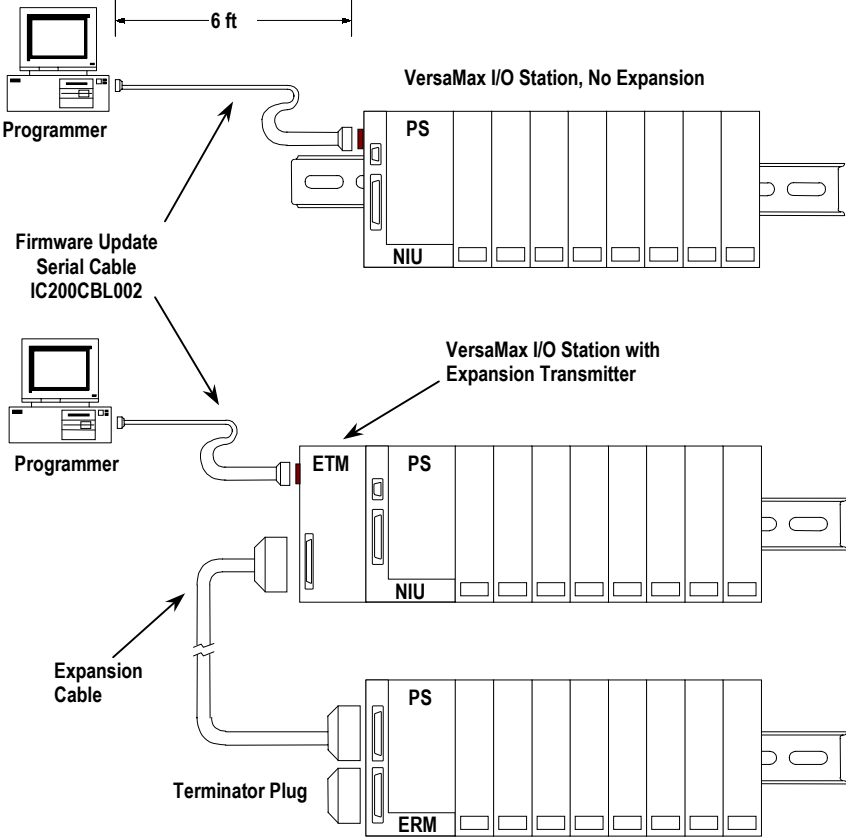 6 ft
VersaMax I/O Station, No Expansion
Programmer
PS
NIU
Firmware Update
Serial Cable
IC200CBL002
VersaMax I/O Station with
Expansion Transmitter
Programmer
ETM
PS
NIU
Expansion
Cable
PS
Terminator Plug
ERM